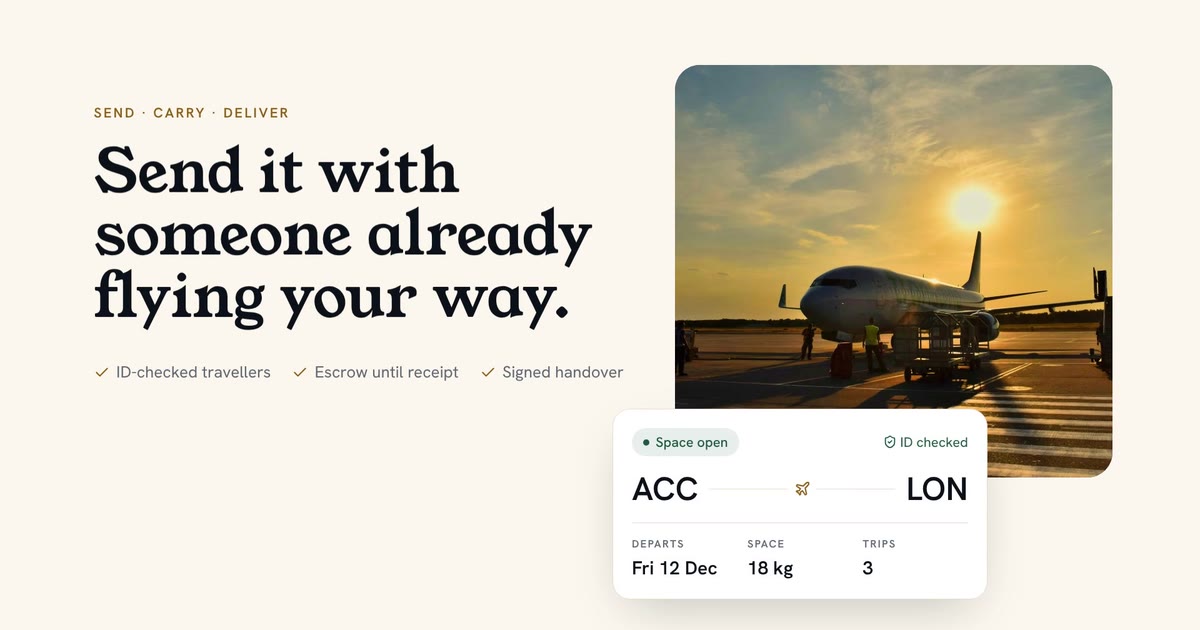 SEND · CARRY · DELIVER
Send it with
someone already
flying your way.
ID-checked travellers
Escrow until receipt
Signed handover
Space open
ID checked
ACC
LON
DEPARTS
SPACE
TRIPS
Fri 12 Dec
18 kg
3